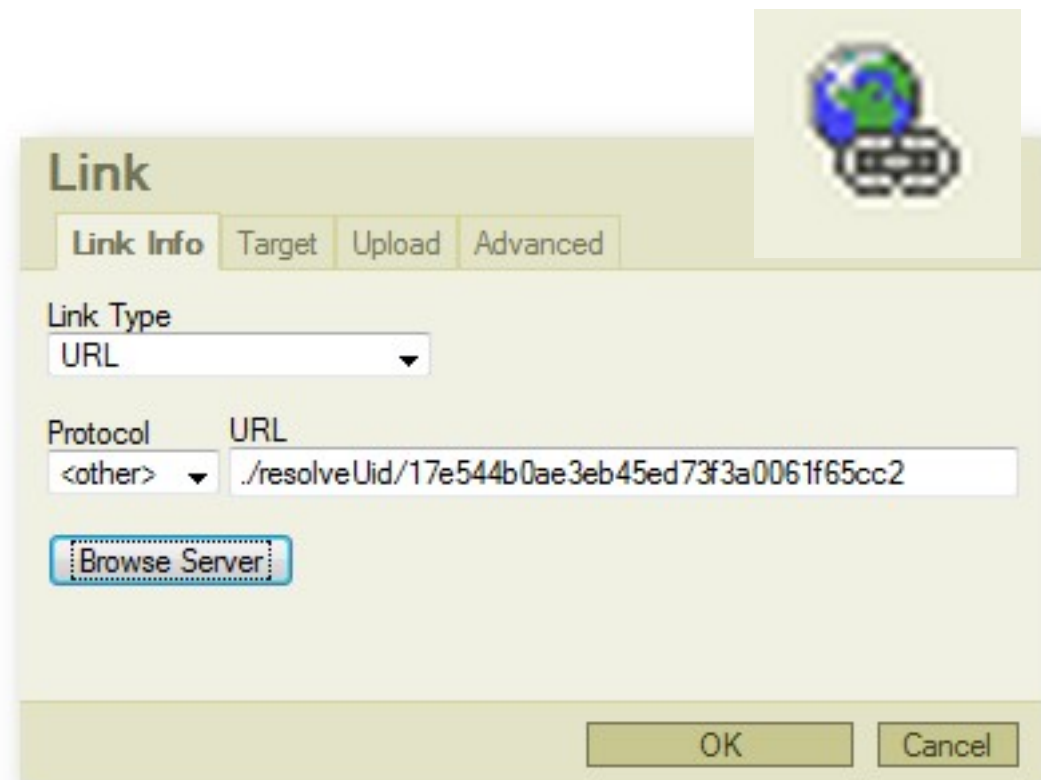 Link
Link Info Target Upload Advanced
Link Type
URL
Protocol URL
<other> ./resolveUid/17e544b0ae3eb45ed73f3a0061f65cc2
Browse Server
OK Cancel